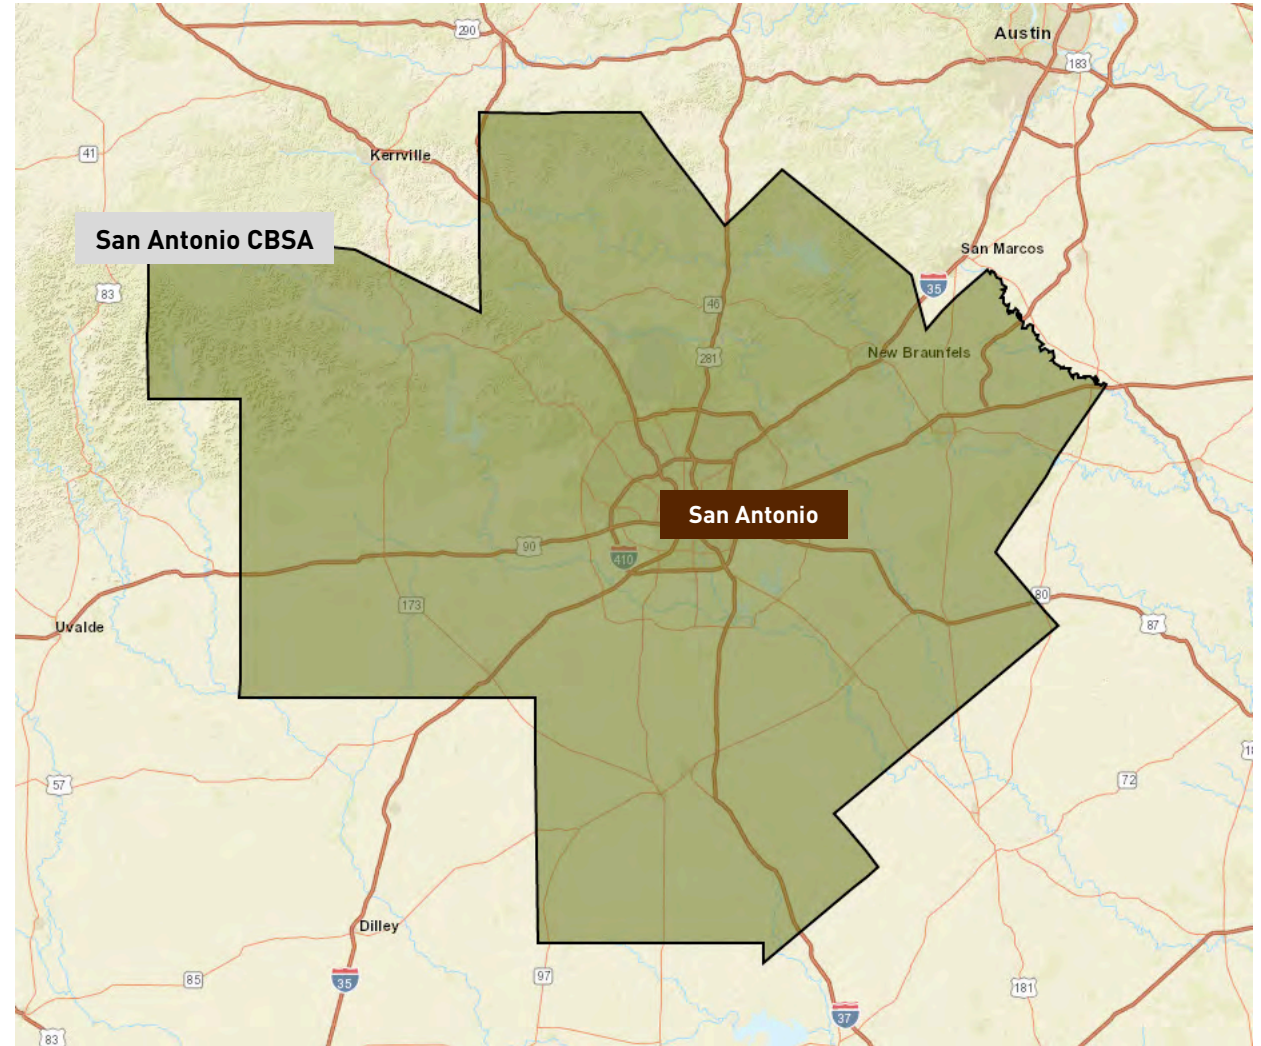 290
Austin
183
41
Kerrville
San Antonio CBSA
San Marcos
83
35
46
New Braunfels
281
San Antonio
90
410
173
80
Uvalde
87
57
72
Dilley
85
35
97
181
37
83